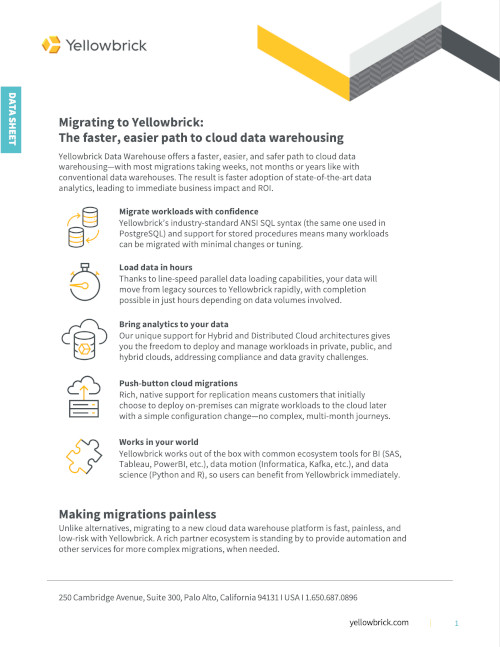 Yellowbrick
DATA SHEET
Migrating to Yellowbrick:
The faster, easier path to cloud data warehousing
Yellowbrick Data Warehouse offers a faster, easier, and safer path to cloud data
warehousing—with most migrations taking weeks, not months or years like with
conventional data warehouses. The result is faster adoption of state-of-the-art data
analytics, leading to immediate business impact and ROI.
Migrate workloads with confidence
Yellowbrick's industry-standard ANSI SQL syntax (the same one used in
PostgreSQL) and support for stored procedures means many workloads
can be migrated with minimal changes or tuning.
Load data in hours
Thanks to line-speed parallel data loading capabilities, your data will
move from legacy sources to Yellowbrick rapidly, with completion
possible in just hours depending on data volumes involved.
Bring analytics to your data
Our unique support for Hybrid and Distributed Cloud architectures gives
you the freedom to deploy and manage workloads in private, public, and
hybrid clouds, addressing compliance and data gravity challenges.
Push-button cloud migrations
Rich, native support for replication means customers that initially
choose to deploy on-premises can migrate workloads to the cloud later
with a simple configuration change—no complex, multi-month journeys.
Works in your world
Yellowbrick works out of the box with common ecosystem tools for BI (SAS,
Tableau, PowerBI, etc.), data motion (Informatica, Kafka, etc.), and data
science (Python and R), so users can benefit from Yellowbrick immediately.
Making migrations painless
Unlike alternatives, migrating to a new cloud data warehouse platform is fast, painless, and
low-risk with Yellowbrick. A rich partner ecosystem is standing by to provide automation and
other services for more complex migrations, when needed.
250 Cambridge Avenue, Suite 300, Palo Alto, California 94131 I USA I 1.650.687.0896
yellowbrick.com | 1